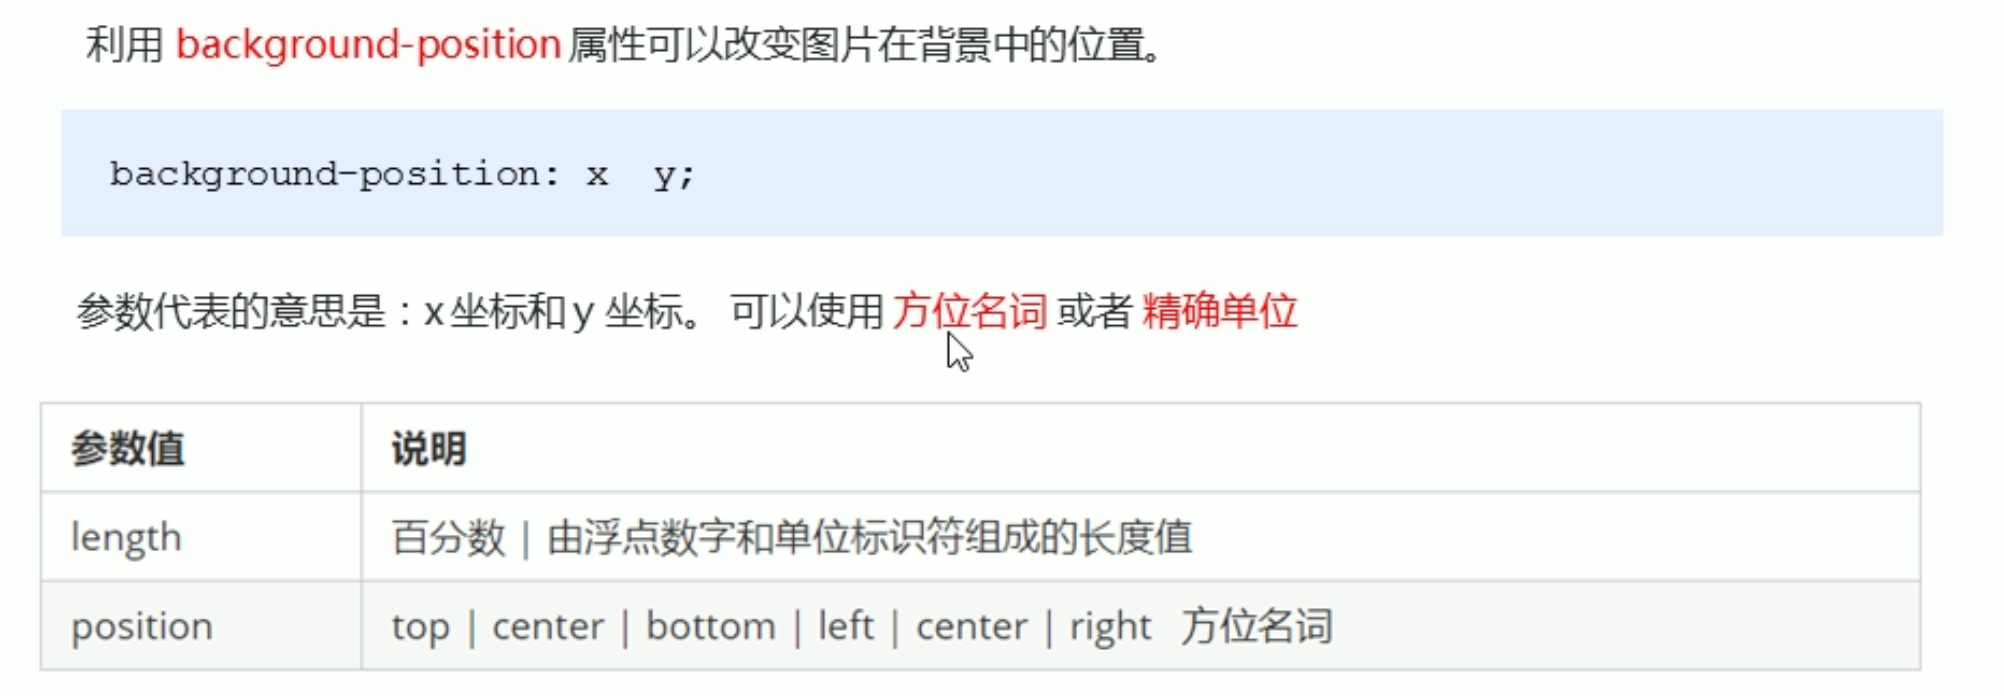 利用 background-position 属性可以改变图片在背景中的位置。
background-position: x  y;
参数代表的意思是：x 坐标和 y 坐标。 可以使用 方位名词 或者 精确单位
参数值 说明
length 百分数 | 由浮点数字和单位标识符组成的长度值
position top | center | bottom | left | center | right 方位名词